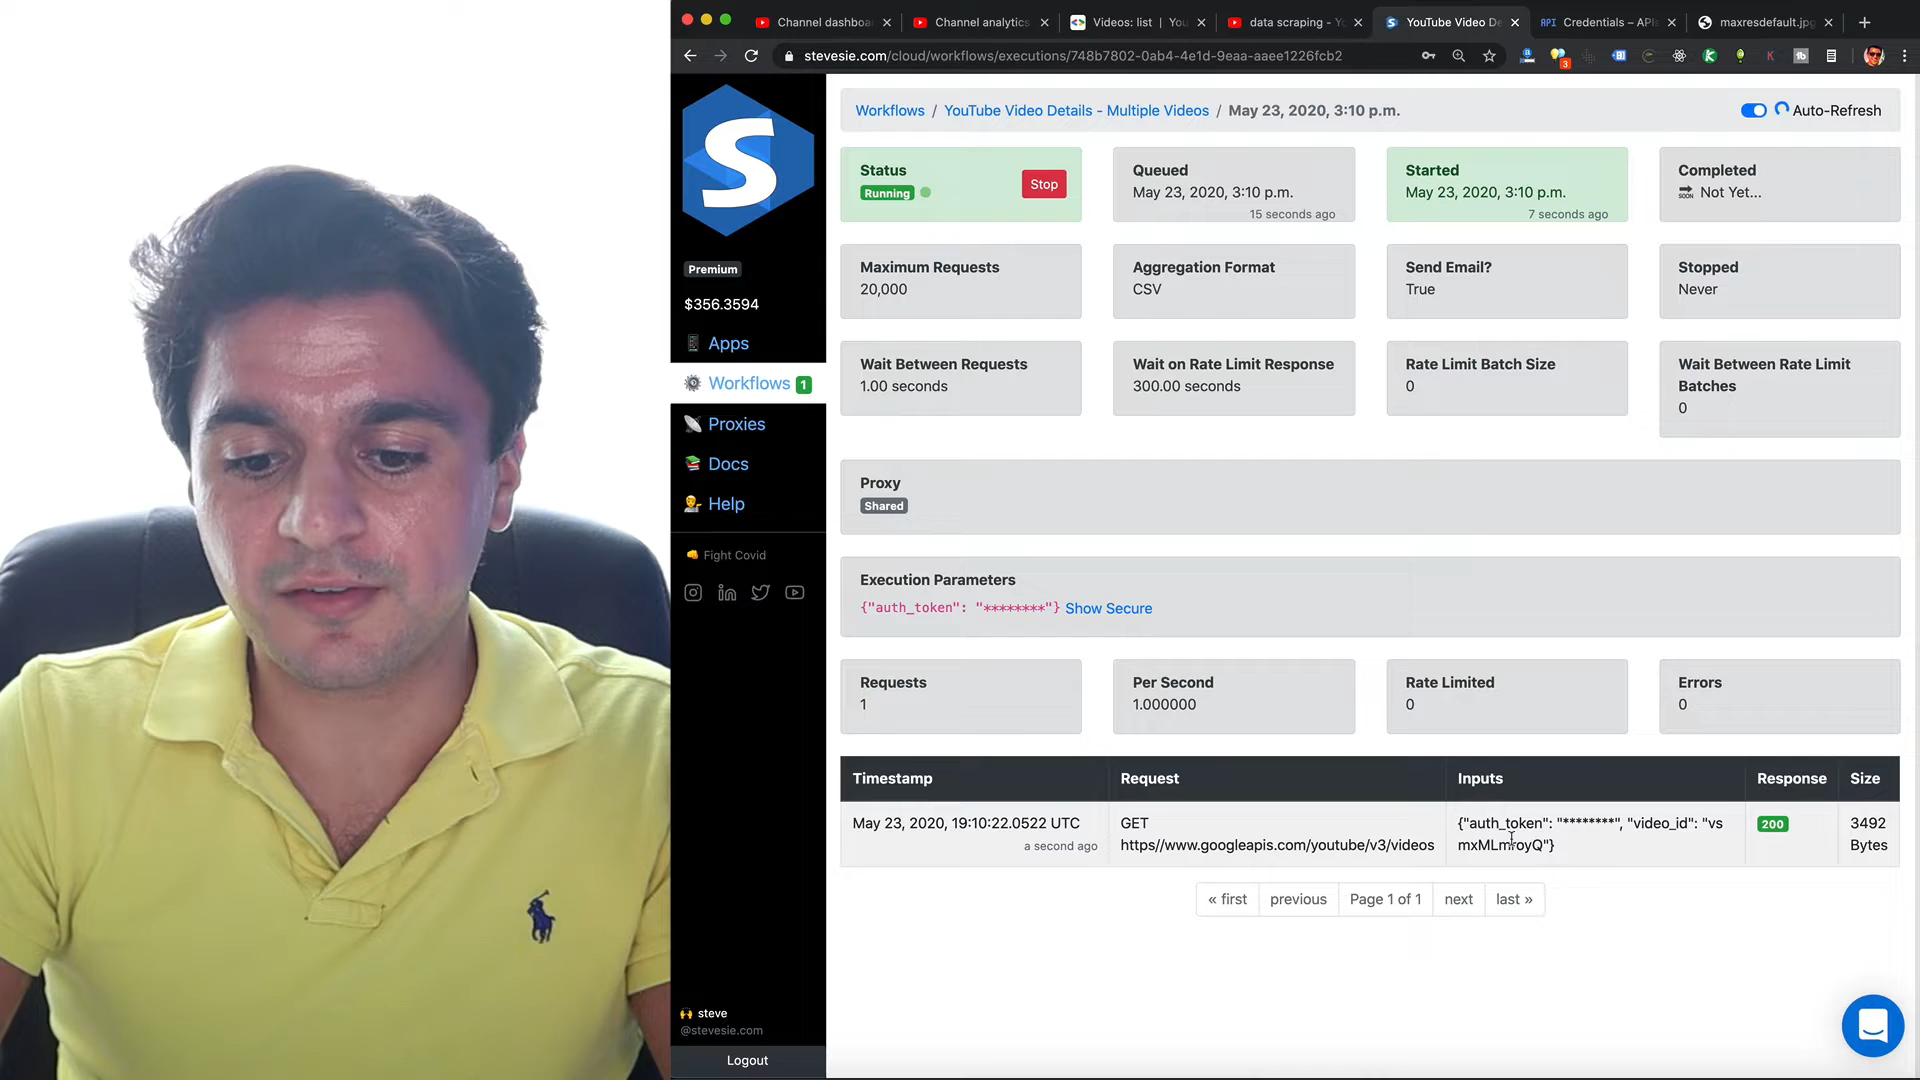 Channel dashboa
Channel analytics
Videos: list | You
data scraping - Yo
YouTube Video De
API Credentials – APIs
maxresdefault.jpg
stevesie.com/cloud/workflows/executions/748b7802-0ab4-4e1d-9eaa-aaee1226fcb2
Workflows / YouTube Video Details - Multiple Videos / May 23, 2020, 3:10 p.m.
Auto-Refresh
Status
Running
Stop
Queued
May 23, 2020, 3:10 p.m.
15 seconds ago
Started
May 23, 2020, 3:10 p.m.
7 seconds ago
Completed
SOON Not Yet...
Premium
$356.3594
Apps
Workflows 1
Proxies
Docs
Help
Fight Covid
Maximum Requests
20,000
Aggregation Format
CSV
Send Email?
True
Stopped
Never
Wait Between Requests
1.00 seconds
Wait on Rate Limit Response
300.00 seconds
Rate Limit Batch Size
0
Wait Between Rate Limit
Batches
0
Proxy
Shared
Execution Parameters
{"auth_token": "********"} Show Secure
Requests
1
Per Second
1.000000
Rate Limited
0
Errors
0
Timestamp Request Inputs Response Size
May 23, 2020, 19:10:22.0522 UTC
a second ago
GET
https//www.googleapis.com/youtube/v3/videos
{"auth_token": "********", "video_id": "vs
mxMLmroyQ"}
200
3492
Bytes
« first previous Page 1 of 1 next last »
steve
@stevesie.com
Logout